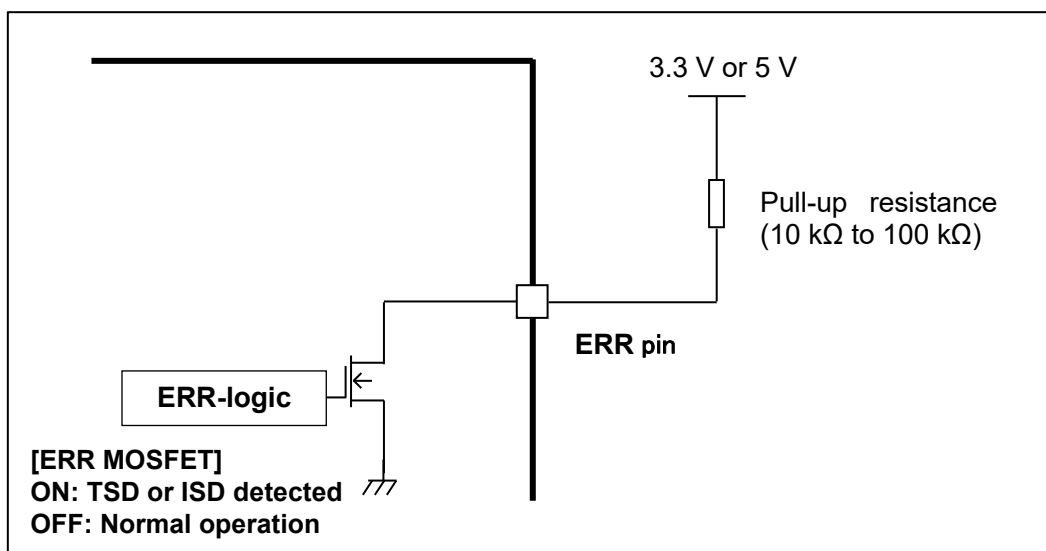 3.3 V or 5 V
Pull-up resistance
(10 kΩ to 100 kΩ)
ERR pin
ERR-logic
[ERR MOSFET]
ON: TSD or ISD detected
OFF: Normal operation